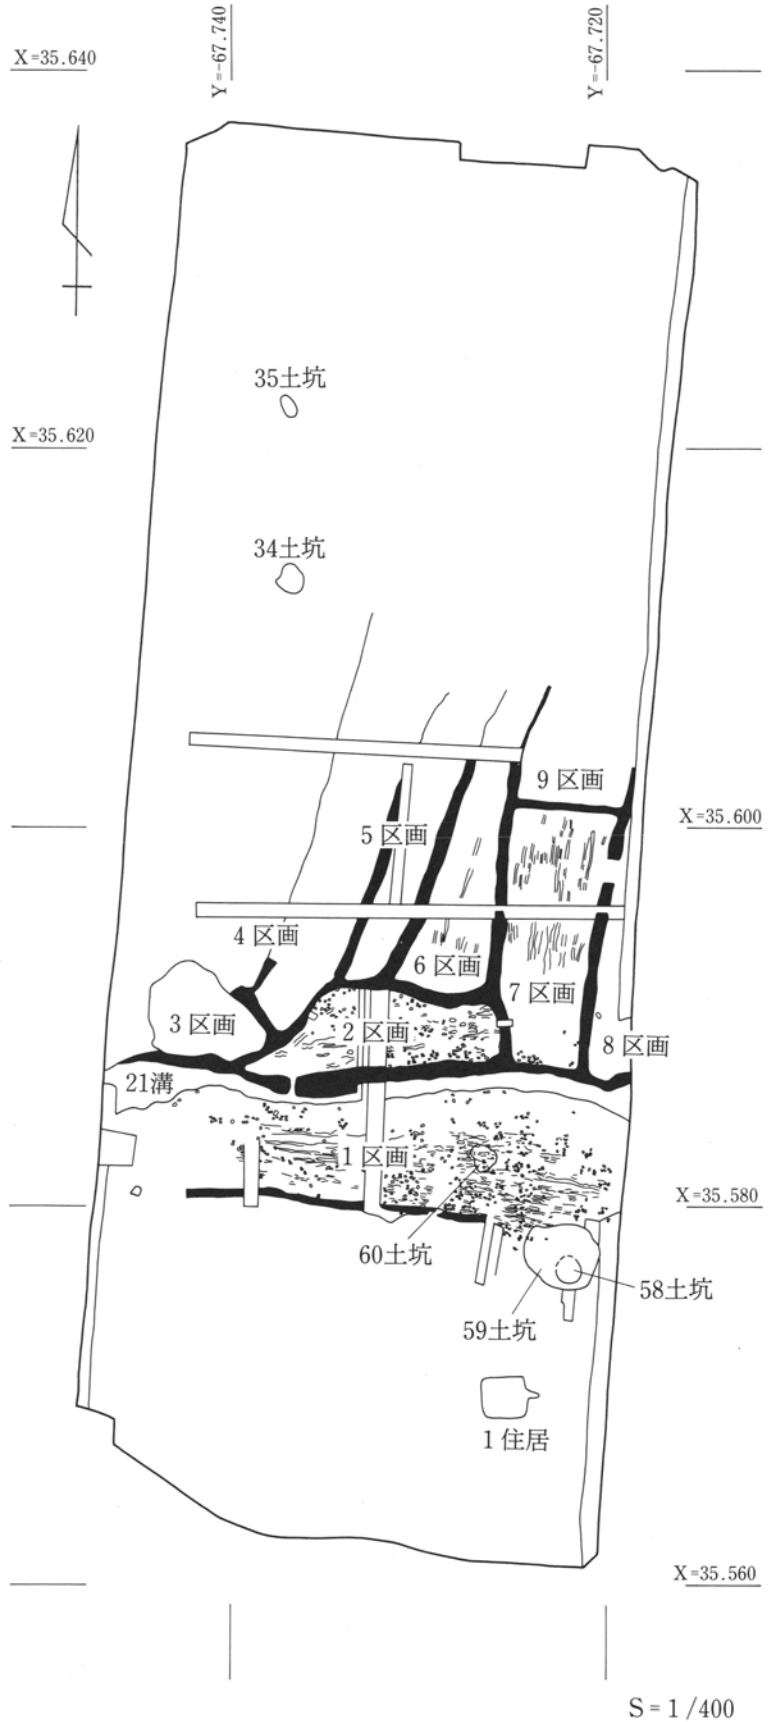 X=35.640
Y=-67.740
Y=-67.720
35土坑
X=35.620
34土坑
9区画
X=35.600
5区画
4区画
6区画
7区画
3区画
2区画
8区画
21溝
1区画
X=35.580
60土坑
58土坑
59土坑
1住居
X=35.560
S=1/400